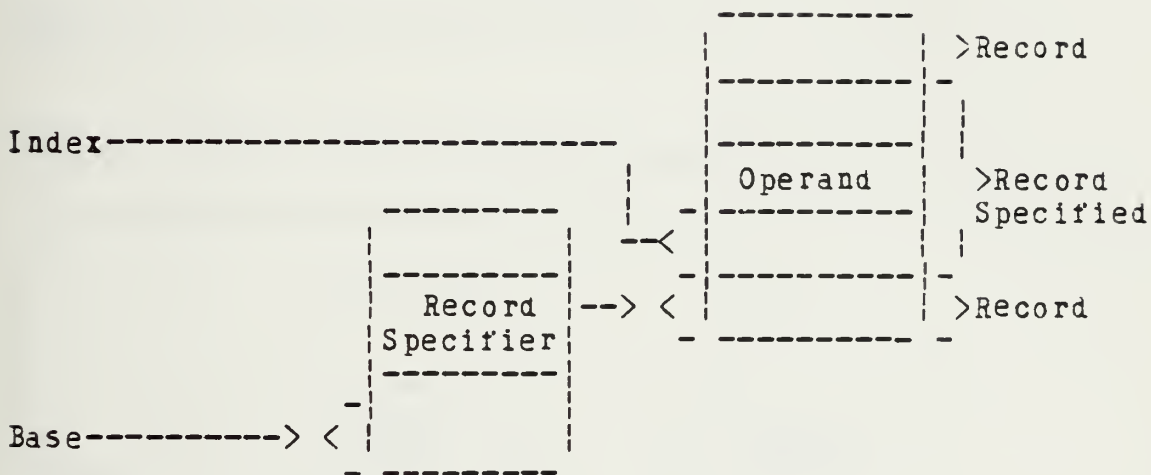 >Record
Index
Operand >Record
Specified
Record --> < >Record
Specifier
Base-----------> <